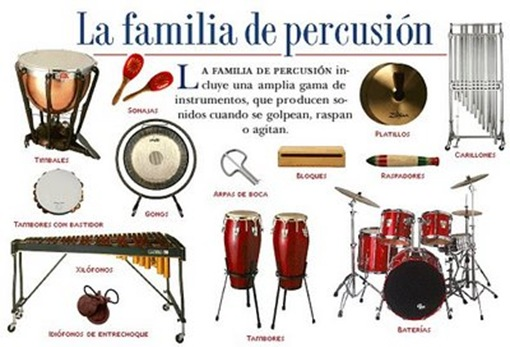 La familia de percusión
LA FAMILIA DE PERCUSIÓN in-
cluye una amplia gama de
instrumentos, que producen so-
nidos cuando se golpean, raspan
o agitan.
SONAJAS
TIMBALES
PLATILLOS
CARILLONES
BLOQUES
RASPADORES
ARPAS DE BOCA
TAMBORES CON BASTIDOR
GONGS
XILÓFONOS
IDIÓFONOS DE ENTRECHOQUE
TAMBORES
BATERÍAS